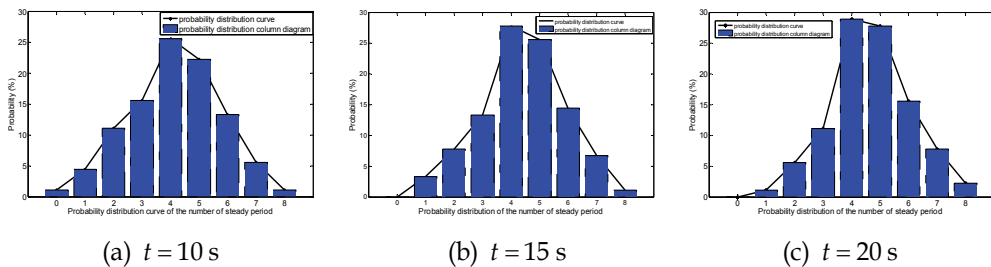 probability distribution curve
probability distribution column diagram
Probability (%)
30
25
20
15
10
5
0
0 1 2 3 4 5 6 7 8
Probability distribution curve of the number of steady period
(a) t = 10 s
probability distribution curve
probability distribution column diagram
Probability (%)
30
25
20
15
10
5
0
0 1 2 3 4 5 6 7 8
Probability distribution of the number of steady period
(b) t = 15 s
probability distribution curve
probability distribution column diagram
Probability (%)
30
25
20
15
10
5
0
0 1 2 3 4 5 6 7 8
Probability distribution of the number of steady period
(c) t = 20 s